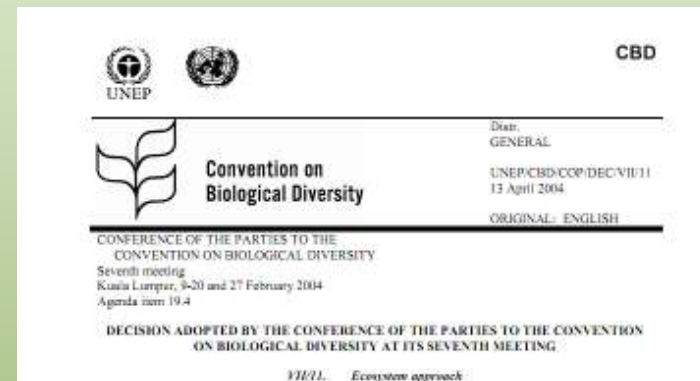 CBD
UNEP
Distr.
GENERAL
UNEP/CBD/COP/DEC/VII/11
13 April 2004
ORIGINAL: ENGLISH
Convention on
Biological Diversity
CONFERENCE OF THE PARTIES TO THE
CONVENTION ON BIOLOGICAL DIVERSITY
Seventh meeting
Kuala Lumpur, 9-20 and 27 February 2004
Agenda item 19.4
DECISION ADOPTED BY THE CONFERENCE OF THE PARTIES TO THE CONVENTION
ON BIOLOGICAL DIVERSITY AT ITS SEVENTH MEETING
VII/11. Ecosystem approach